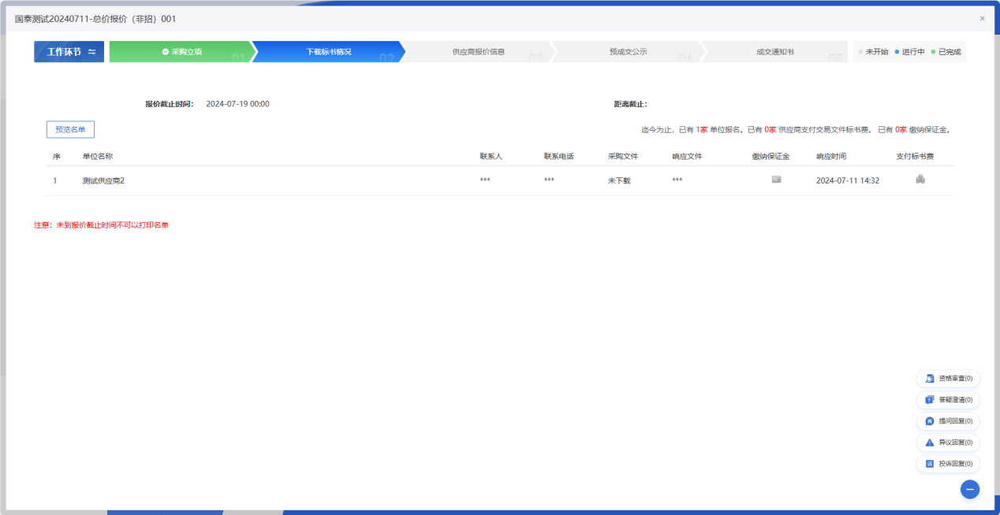 国泰测试20240711-总价报价（非招）001
×
工作环节
采购立项 01
下载标书情况 02
供应商报价信息 03
预成交公示 04
成交通知书 05
未开始 进行中 已完成
报价截止时间： 2024-07-19 00:00 距离截止：
预览名单 迄今为止，已有 1家 单位报名。已有 0家 供应商支付交易文件标书费。 已有 0家 缴纳保证金。
序 单位名称 联系人 联系电话 采购文件 响应文件 缴纳保证金 响应时间 支付标书费
1 测试供应商2 *** *** 未下载 *** 2024-07-11 14:32
注意：未到报价截止时间不可以打印名单
资格审查(0)
答疑澄清(0)
提问回复(0)
异议回复(0)
投诉回复(0)